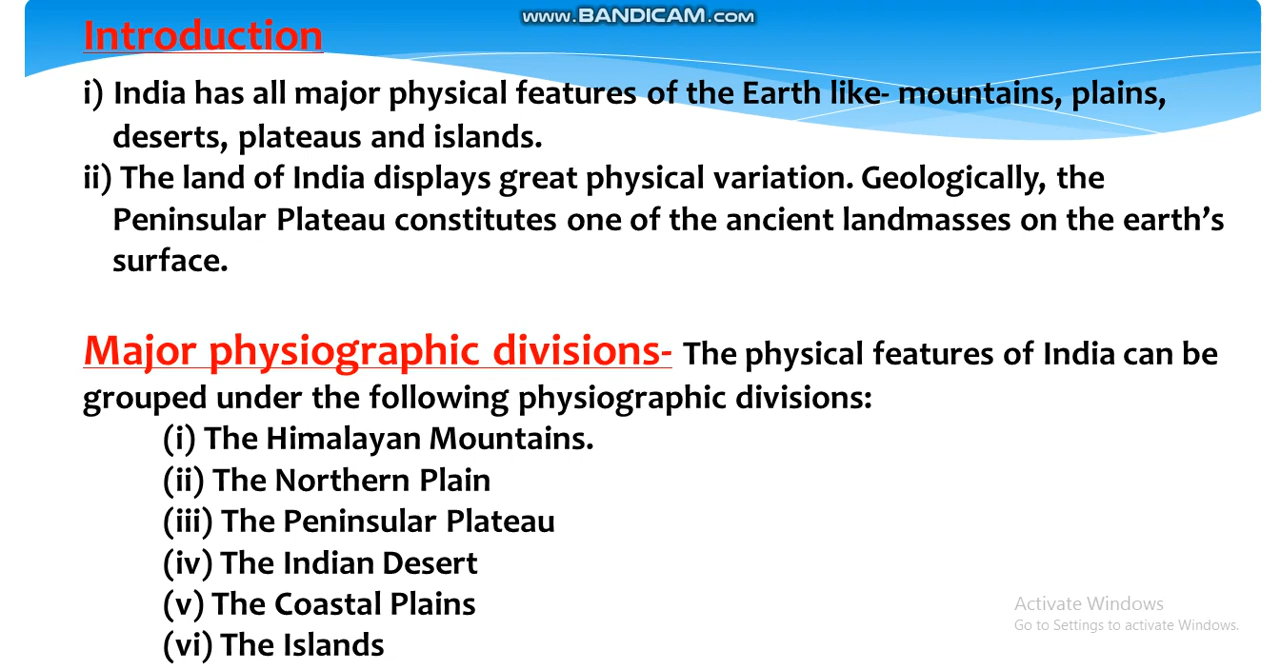 www.BANDICAM.com
Introduction
i) India has all major physical features of the Earth like- mountains, plains,
deserts, plateaus and islands.
ii) The land of India displays great physical variation. Geologically, the
Peninsular Plateau constitutes one of the ancient landmasses on the earth’s
surface.
Major physiographic divisions- The physical features of India can be
grouped under the following physiographic divisions:
(i) The Himalayan Mountains.
(ii) The Northern Plain
(iii) The Peninsular Plateau
(iv) The Indian Desert
(v) The Coastal Plains
(vi) The Islands
Activate Windows
Go to Settings to activate Windows.